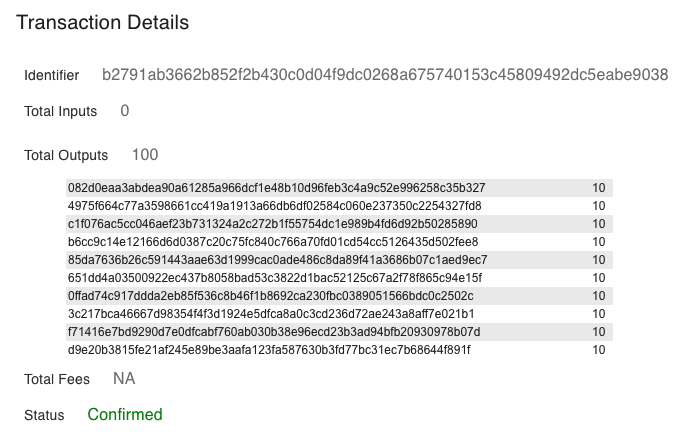 Transaction Details
Identifier b2791ab3662b852f2b430c0d04f9dc0268a675740153c45809492dc5eabe9038
Total Inputs 0
Total Outputs 100
082d0eaa3abdea90a61285a966dcf1e48b10d96feb3c4a9c52e996258c35b327 10
4975f664c77a3598661cc419a1913a66db6df02584c060e237350c2254327fd8 10
c1f076ac5cc046aef23b731324a2c272b1f55754dc1e989b4fd6d92b50285890 10
b6cc9c14e12166d6d0387c20c75fc840c766a70fd01cd54cc5126435d502fee8 10
85da7636b26c591443aae63d1999cac0ade486c8da89f41a3686b07c1aed9ec7 10
651dd4a03500922ec437b8058bad53c3822d1bac52125c67a2f78f865c94e15f 10
0ffad74c917ddda2eb85f536c8b46f1b8692ca230fbc0389051566bdc0c2502c 10
3c217bca46667d98354f4f3d1924e5dfca8a0c3cd236d72ae243a8aff7e021b1 10
f71416e7bd9290d7e0dfcabf760ab030b38e96ecd23b3ad94bfb20930978b07d 10
d9e20b3815fe21af245e89be3aafa123fa587630b3fd77bc31ec7b68644f891f 10
Total Fees NA
Status Confirmed